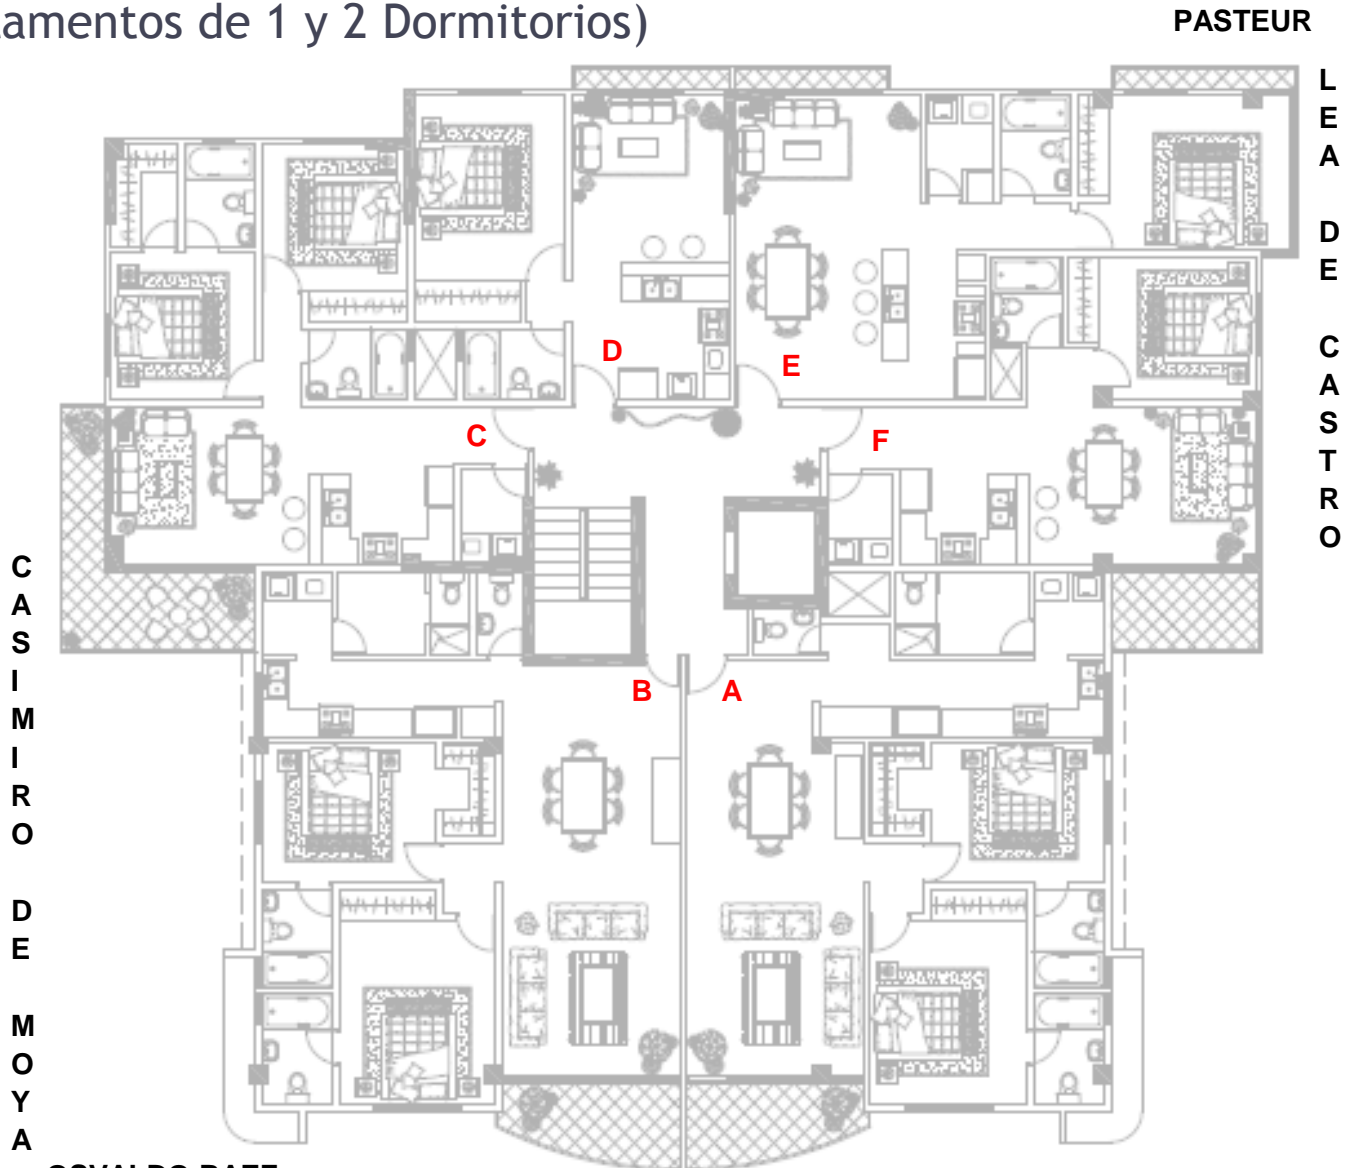 amentos de 1 y 2 Dormitorios)
PASTEUR
LEA DE CASTRO
D
E
C
F
B
A
CASIMIRO DE MOYA